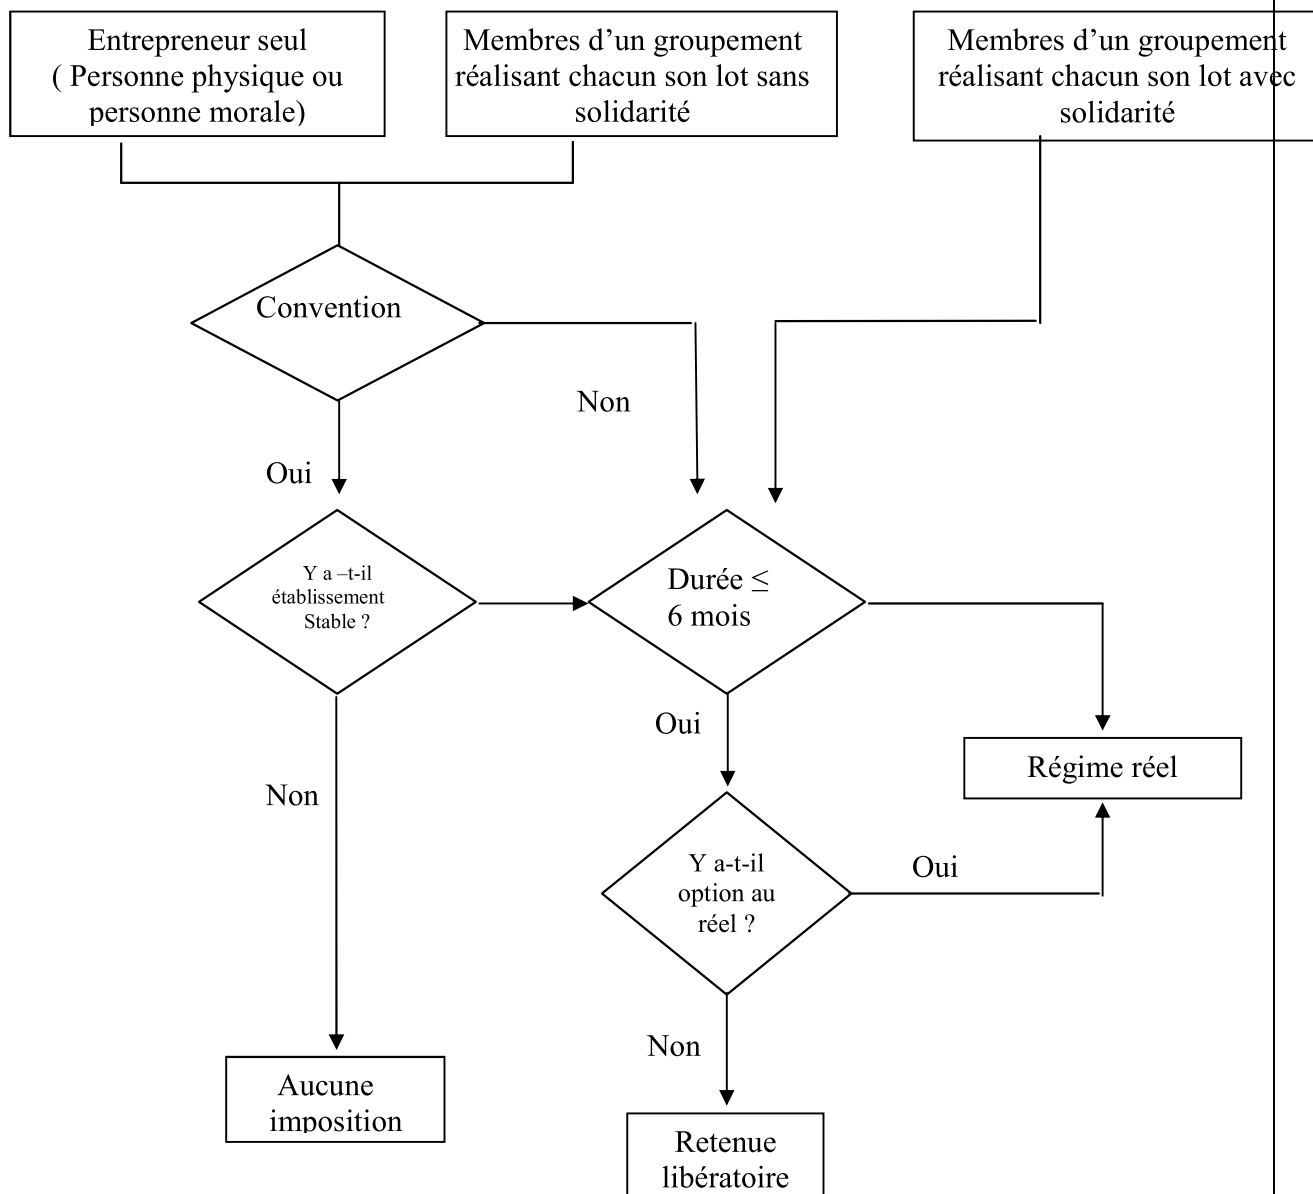 Entrepreneur seul
( Personne physique ou
personne morale)
Membres d’un groupement
réalisant chacun son lot sans
solidarité
Membres d’un groupement
réalisant chacun son lot avec
solidarité
Convention
Non
Oui
Y a –t-il
établissement
Stable ?
Durée ≤
6 mois
Oui
Régime réel
Non
Y a-t-il
option au
réel ?
Oui
Non
Aucune
imposition
Retenue
libératoire